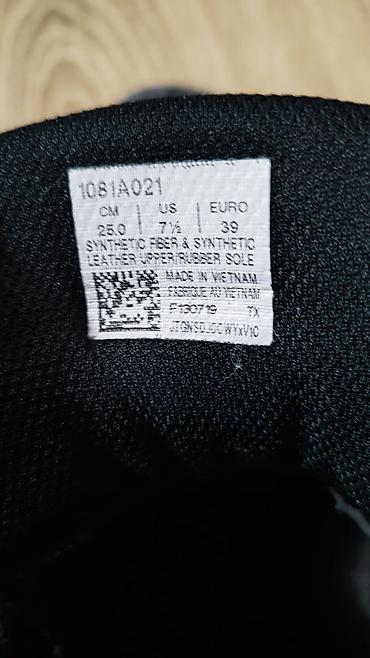 1081A021
CM | US | EURO
25.0 | 7½ | 39
SYNTHETIC FIBER & SYNTHETIC
LEATHER UPPER/RUBBER SOLE
MADE IN VIETNAM
FABRIQUE AU VIETNAM
F130719 TX